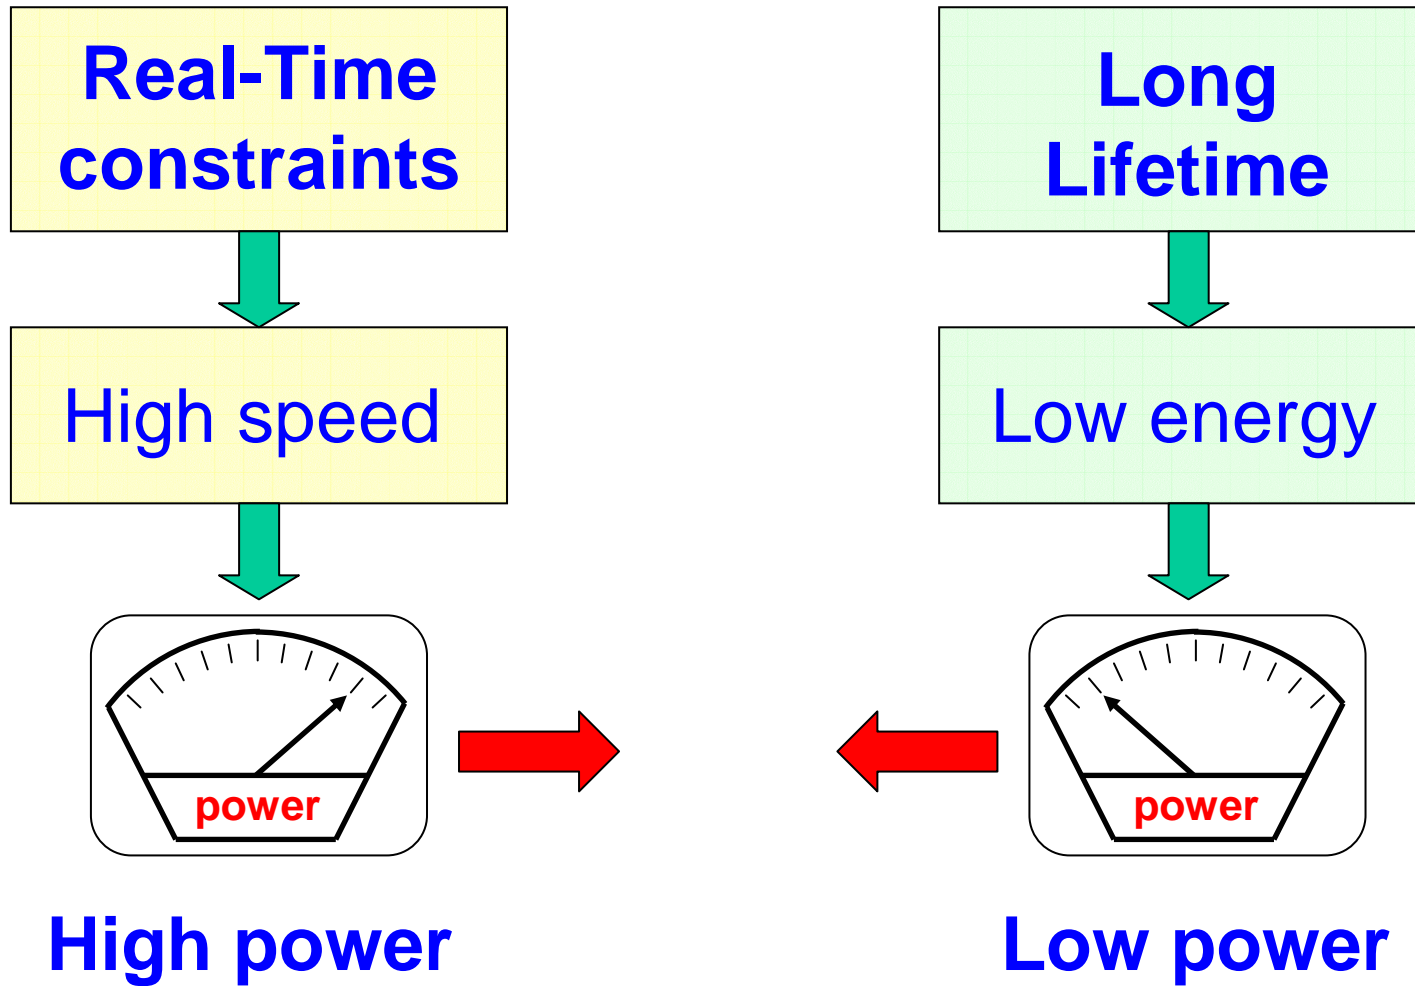 Real-Time
constraints
High speed
power
High power
Long
Lifetime
Low energy
power
Low power